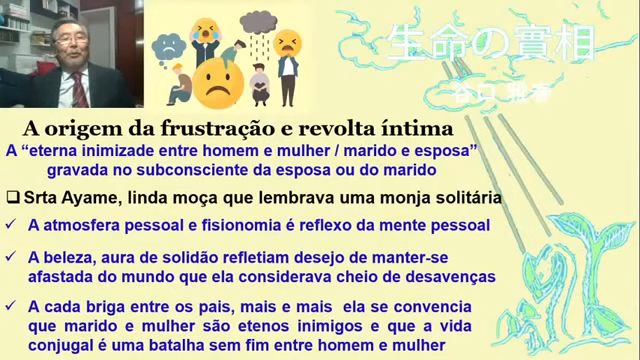 生命の實相
谷口 雅春
A origem da frustração e revolta íntima
A “eterna inimizade entre homem e mulher / marido e esposa”
gravada no subconsciente da esposa ou do marido
Srta Ayame, linda moça que lembrava uma monja solitária
A atmosfera pessoal e fisionomia é reflexo da mente pessoal
A beleza, aura de solidão refletiam desejo de manter-se
afastada do mundo que ela considerava cheio de desavenças
A cada briga entre os pais, mais e mais ela se convencia
que marido e mulher são etenos inimigos e que a vida
conjugal é uma batalha sem fim entre homem e mulher